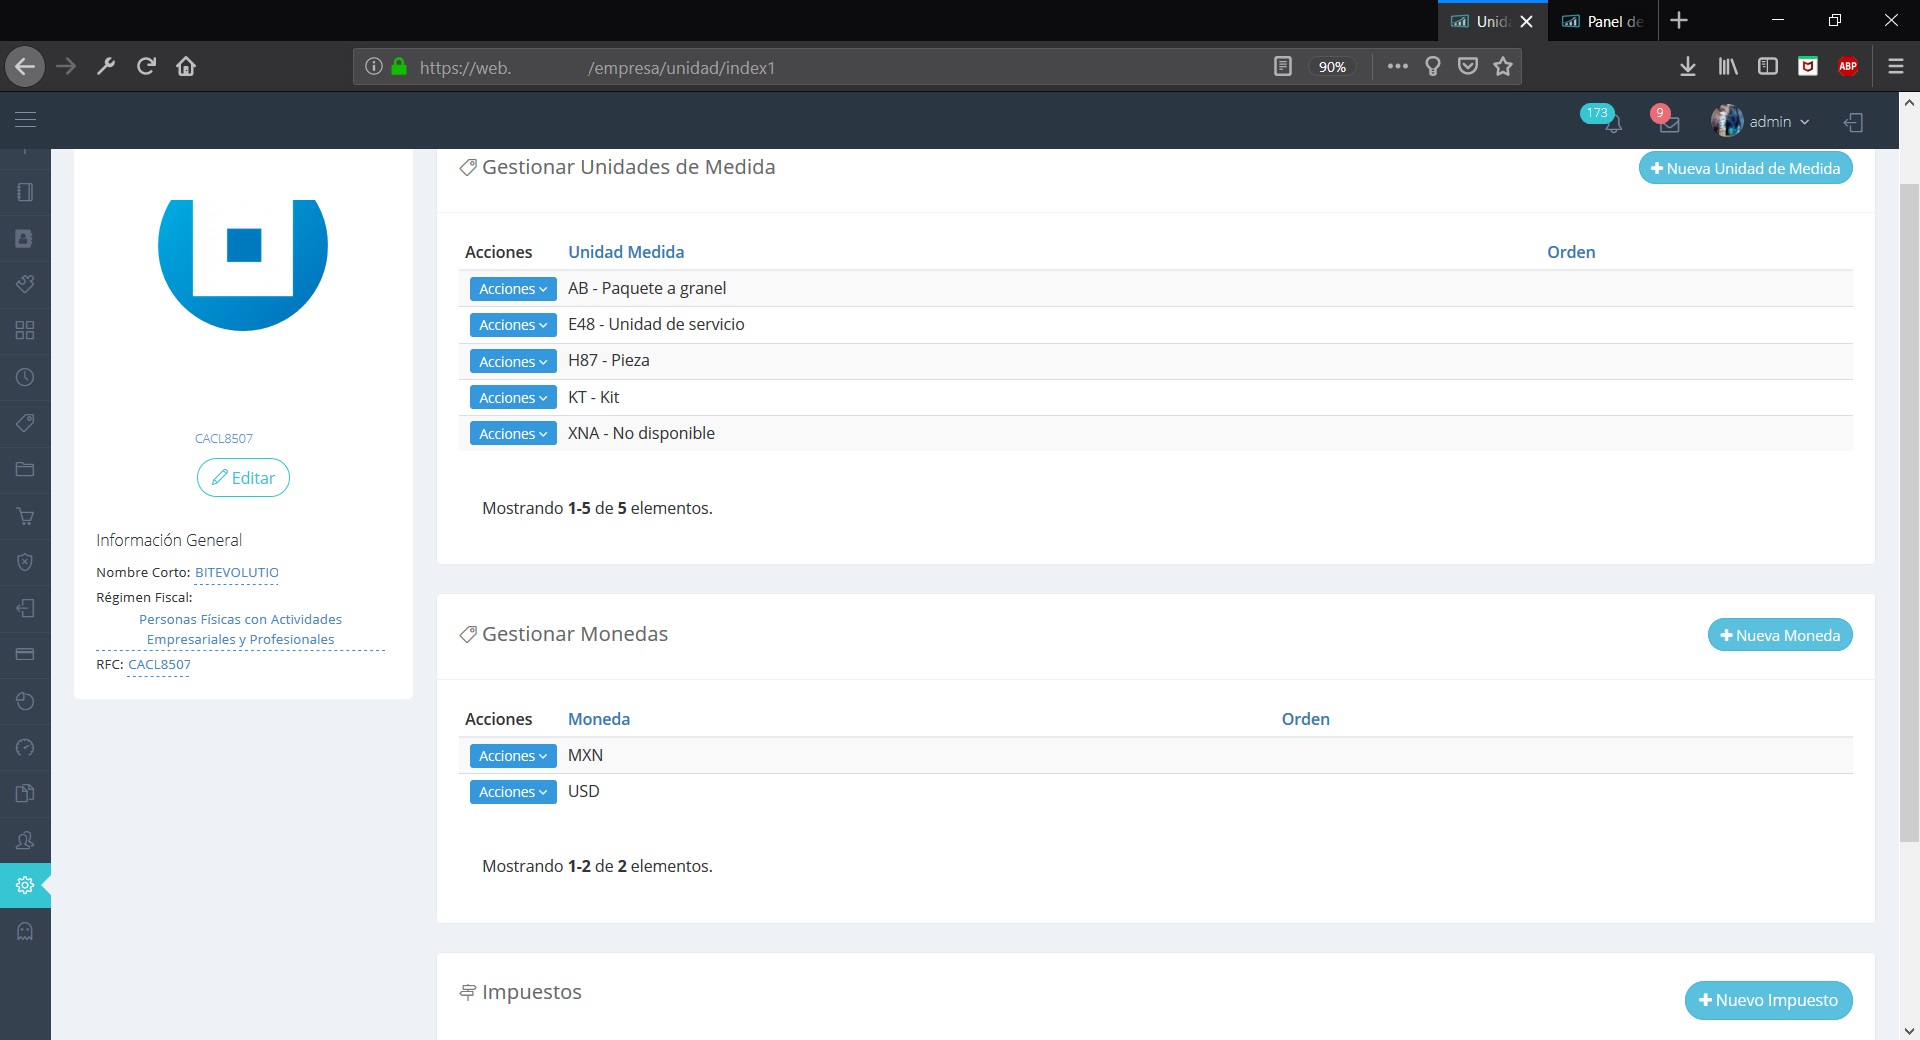 Unid
Panel de
https://web.
/empresa/unidad/index1
90%
ABP
173
9
admin
Gestionar Unidades de Medida
Nueva Unidad de Medida
Acciones Unidad Medida Orden
Acciones AB - Paquete a granel
Acciones E48 - Unidad de servicio
Acciones H87 - Pieza
Acciones KT - Kit
Acciones XNA - No disponible
Mostrando 1-5 de 5 elementos.
CACL8507
Editar
Información General
Nombre Corto: BITEVOLUTIO
Régimen Fiscal:
Personas Físicas con Actividades
Empresariales y Profesionales
RFC: CACL8507
Gestionar Monedas
Nueva Moneda
Acciones Moneda Orden
Acciones MXN
Acciones USD
Mostrando 1-2 de 2 elementos.
Impuestos
Nuevo Impuesto